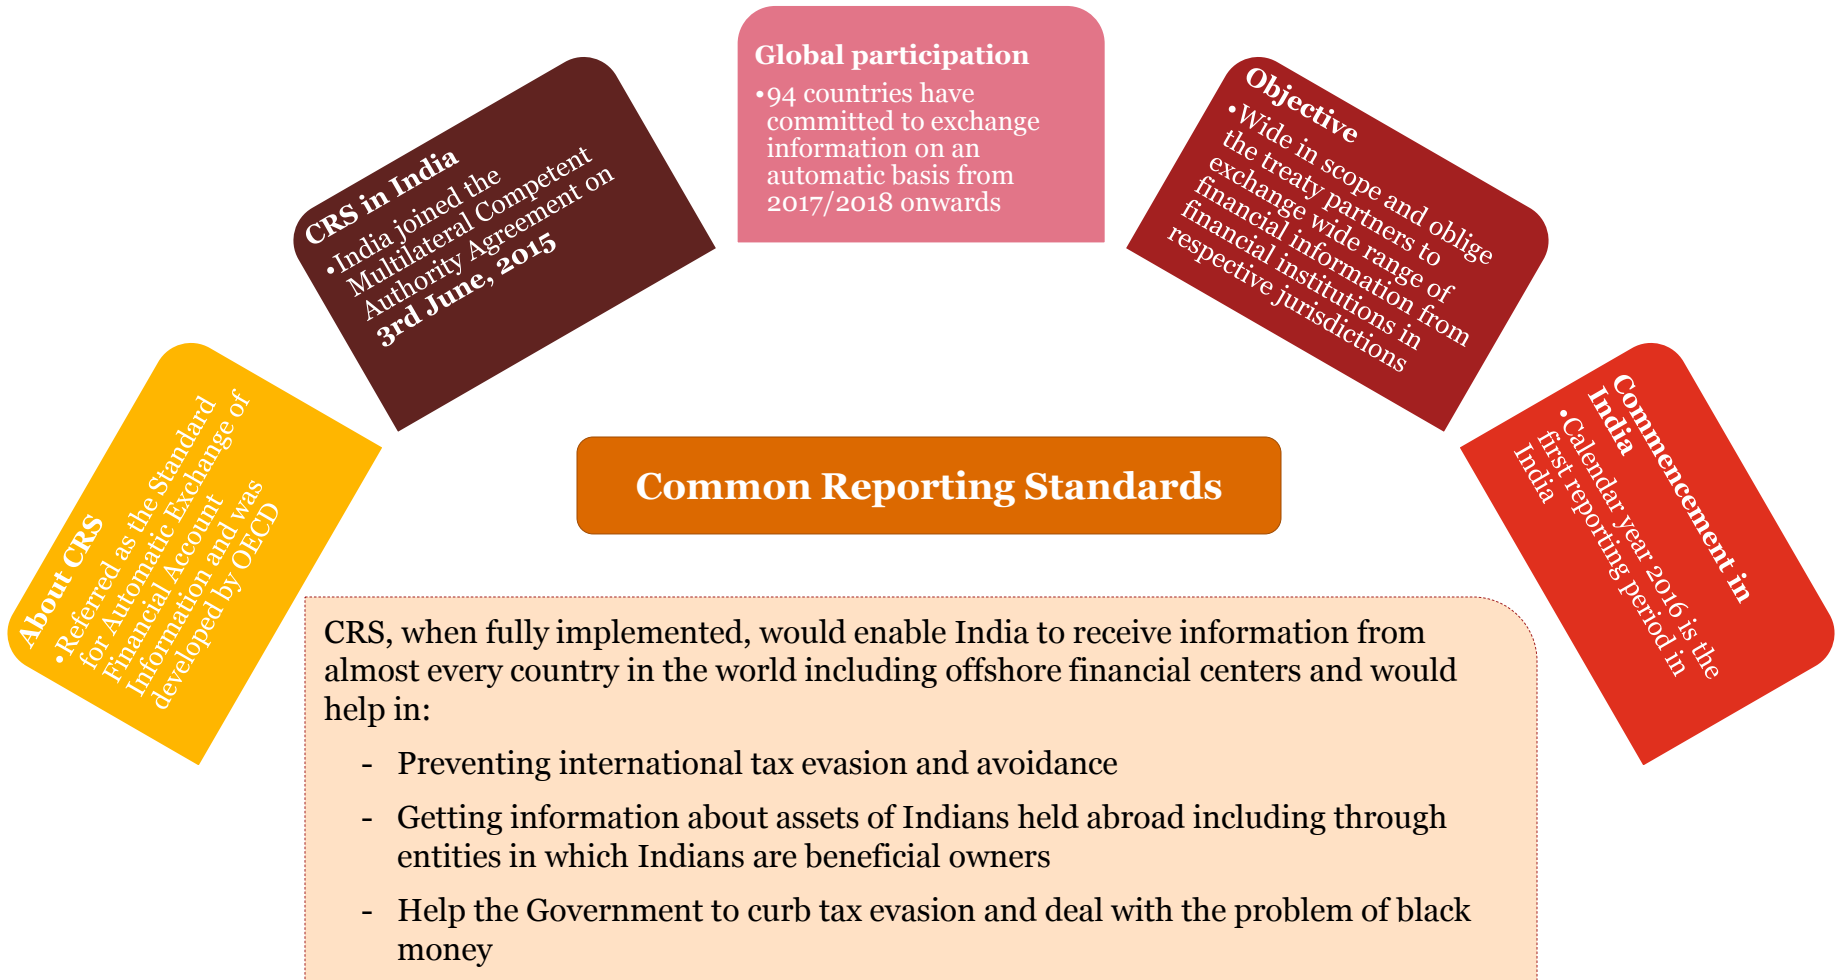 About CRS
•Referred as the Standard
for Automatic Exchange of
Financial Account
Information and was
developed by OECD
CRS in India
•India joined the
Multilateral Competent
Authority Agreement on
3rd June, 2015
Global participation
•94 countries have
committed to exchange
information on an
automatic basis from
2017/2018 onwards
Objective
•Wide in scope and oblige
the treaty partners to
exchange wide range of
financial information from
financial institutions in
respective jurisdictions
Commencement in
India
•Calendar year 2016 is the
first reporting period in
India
Common Reporting Standards
CRS, when fully implemented, would enable India to receive information from
almost every country in the world including offshore financial centers and would
help in:
- Preventing international tax evasion and avoidance
- Getting information about assets of Indians held abroad including through
entities in which Indians are beneficial owners
- Help the Government to curb tax evasion and deal with the problem of black
money